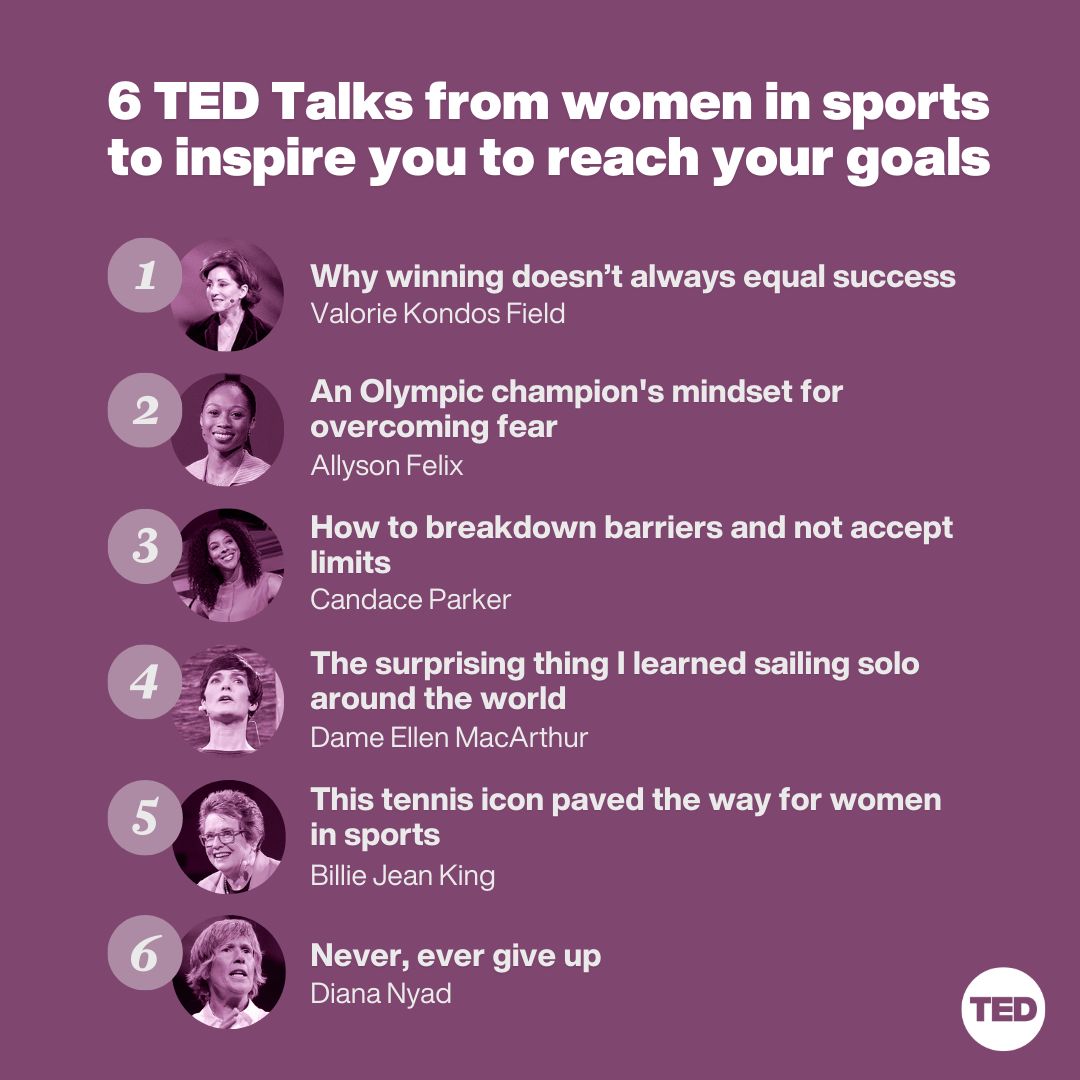 6 TED Talks from women in sports
to inspire you to reach your goals
1
Why winning doesn’t always equal success
Valorie Kondos Field
2
An Olympic champion's mindset for
overcoming fear
Allyson Felix
3
How to breakdown barriers and not accept
limits
Candace Parker
4
The surprising thing I learned sailing solo
around the world
Dame Ellen MacArthur
5
This tennis icon paved the way for women
in sports
Billie Jean King
6
Never, ever give up
Diana Nyad
TED